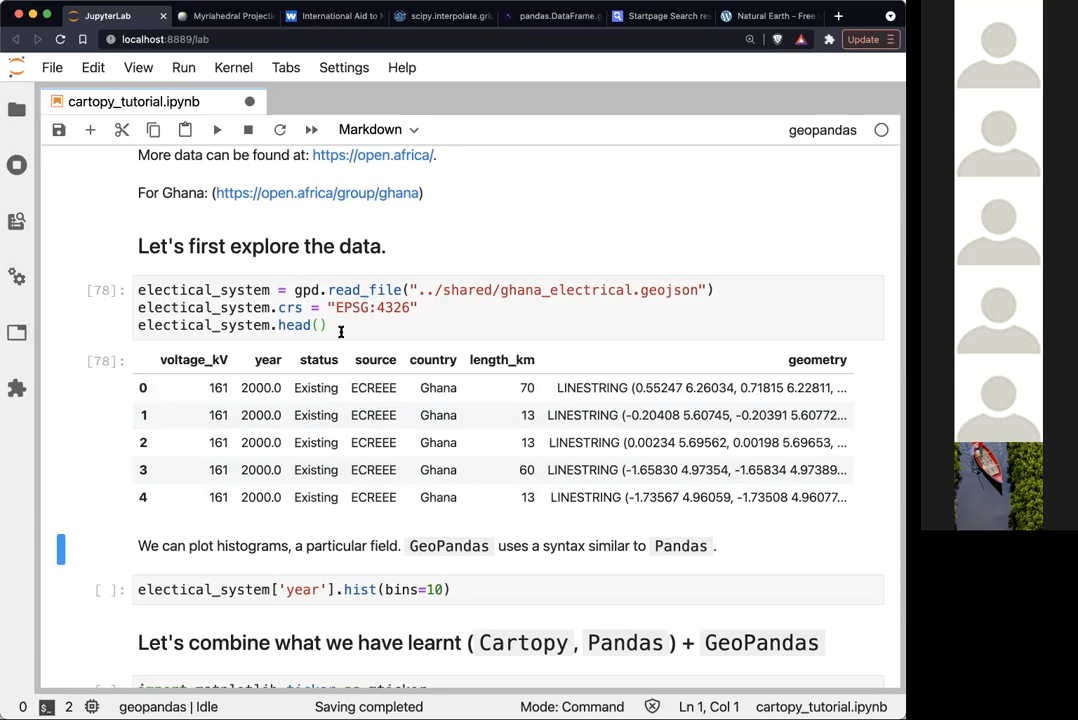 JupyterLab
Myriahedral Projecti
International Aid to I
scipy.interpolate.gri
pandas.DataFrame.g
Startpage Search res
Natural Earth - Free
localhost:8889/lab
Update
File Edit View Run Kernel Tabs Settings Help
cartopy_tutorial.ipynb
Markdown
geopandas
More data can be found at: https://open.africa/.
For Ghana: (https://open.africa/group/ghana)
Let's first explore the data.
[78]: electical_system = gpd.read_file("../shared/ghana_electrical.geojson")
electical_system.crs = "EPSG:4326"
electical_system.head()
[78]: voltage_kV year status source country length_km geometry
0 161 2000.0 Existing ECREEE Ghana 70 LINESTRING (0.55247 6.26034, 0.71815 6.22811, ...
1 161 2000.0 Existing ECREEE Ghana 13 LINESTRING (-0.20408 5.60745, -0.20391 5.60772...
2 161 2000.0 Existing ECREEE Ghana 13 LINESTRING (0.00234 5.69562, 0.00198 5.69653, ...
3 161 2000.0 Existing ECREEE Ghana 60 LINESTRING (-1.65830 4.97354, -1.65834 4.97389...
4 161 2000.0 Existing ECREEE Ghana 13 LINESTRING (-1.73567 4.96059, -1.73508 4.96077...
We can plot histograms, a particular field. GeoPandas uses a syntax similar to Pandas .
[ ]: electical_system['year'].hist(bins=10)
Let's combine what we have learnt (Cartopy, Pandas) + GeoPandas
[ ]: import matplotlib.ticker as mticker
0 2 geopandas | Idle Saving completed Mode: Command Ln 1, Col 1 cartopy_tutorial.ipynb